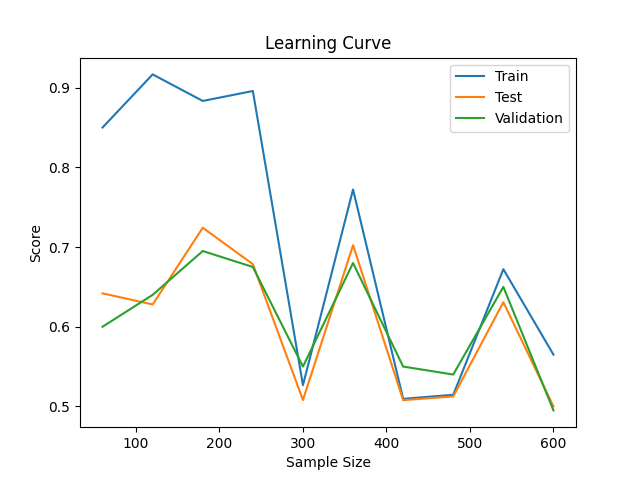 Learning Curve
Train
Test
Validation
0.9
0.8
0.7
0.6
0.5
Score
100 200 300 400 500 600
Sample Size